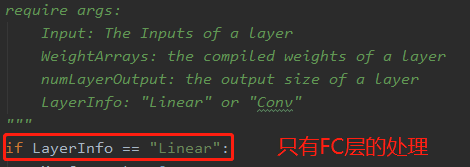 require args:
Input: The Inputs of a layer
WeightArrays: the compiled weights of a layer
numLayerOutput: the output size of a layer
LayerInfo: "Linear" or "Conv"
"""
if LayerInfo == "Linear": 只有FC层的处理